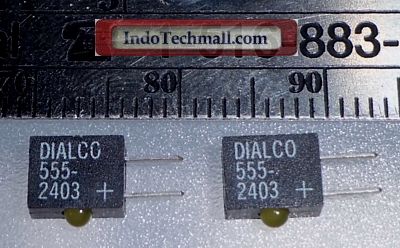 IndoTechmall.com
883-
80
90
DIALCO
555-
2403 +
DIALCO
555-
2403 +